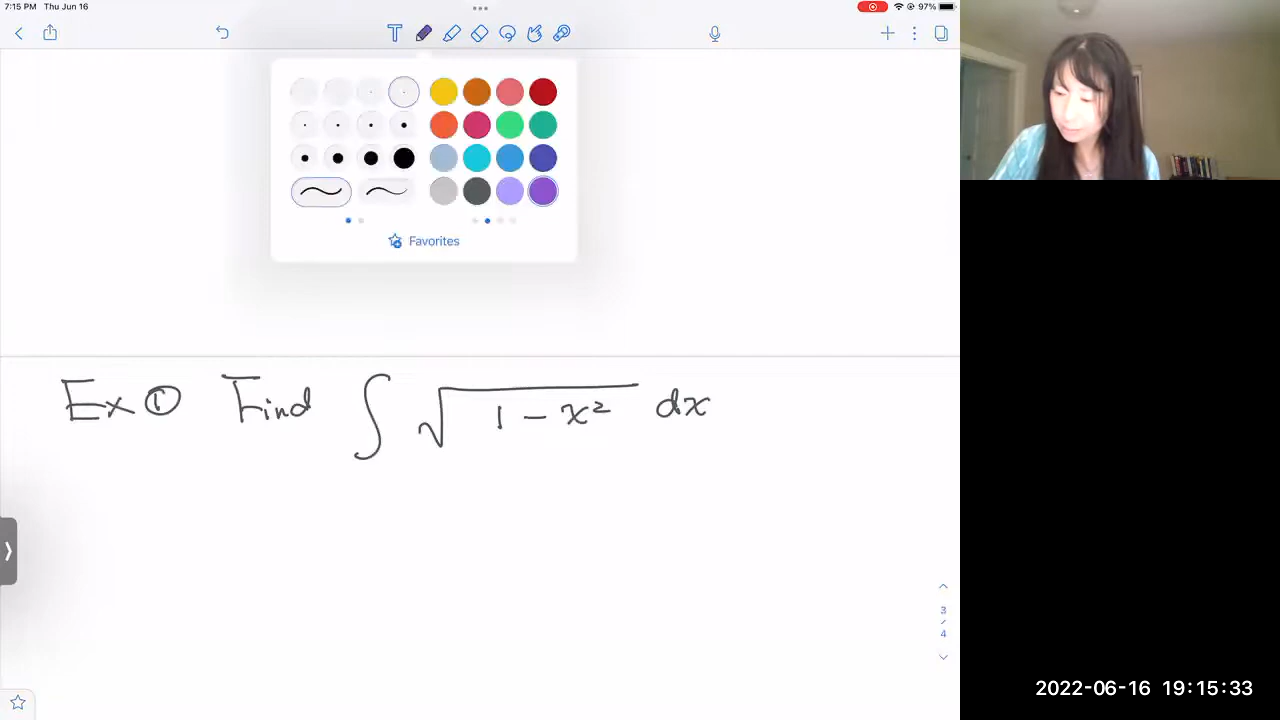 7:15 PM Thu Jun 16
97%
Favorites
Ex ① Find ∫ √(1 - x²) dx
3
/
4
2022-06-16 19:15:33